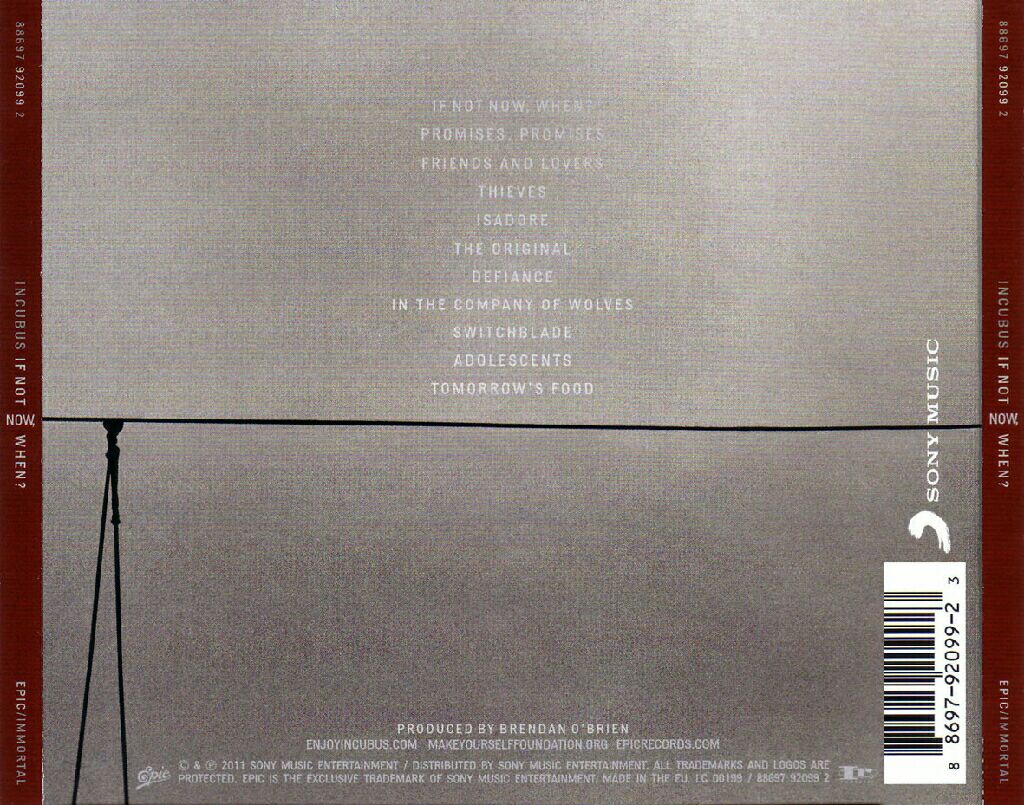 88697 92099 2
INCUBUS IF NOT NOW, WHEN?
EPIC/IMMORTAL
IF NOT NOW, WHEN?
PROMISES, PROMISES
FRIENDS AND LOVERS
THIEVES
ISADORE
THE ORIGINAL
DEFIANCE
IN THE COMPANY OF WOLVES
SWITCHBLADE
ADOLESCENTS
TOMORROW'S FOOD
SONY MUSIC
8 8697-92099-2 3
PRODUCED BY BRENDAN O'BRIEN
ENJOYINCUBUS.COM MAKEYOURSELFFOUNDATION.ORG EPICRECORDS.COM
Epic
© & ℗ 2011 SONY MUSIC ENTERTAINMENT / DISTRIBUTED BY SONY MUSIC ENTERTAINMENT. ALL TRADEMARKS AND LOGOS ARE
PROTECTED. EPIC IS THE EXCLUSIVE TRADEMARK OF SONY MUSIC ENTERTAINMENT. MADE IN THE EU. LC 00199 / 88697 92099 2
88697 92099 2
INCUBUS IF NOT NOW, WHEN?
EPIC/IMMORTAL